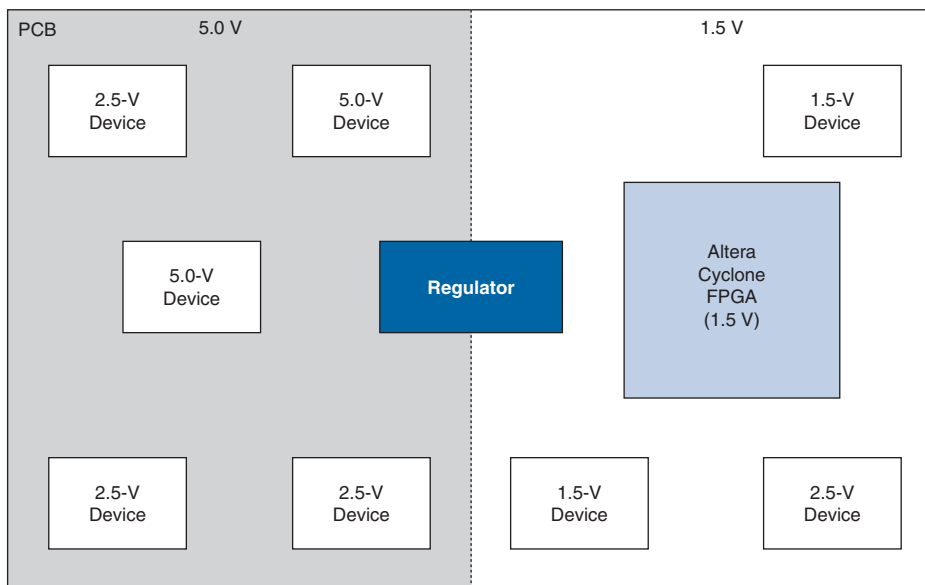 PCB
5.0 V
1.5 V
2.5-V
Device
5.0-V
Device
1.5-V
Device
5.0-V
Device
Regulator
Altera
Cyclone
FPGA
(1.5 V)
2.5-V
Device
2.5-V
Device
1.5-V
Device
2.5-V
Device